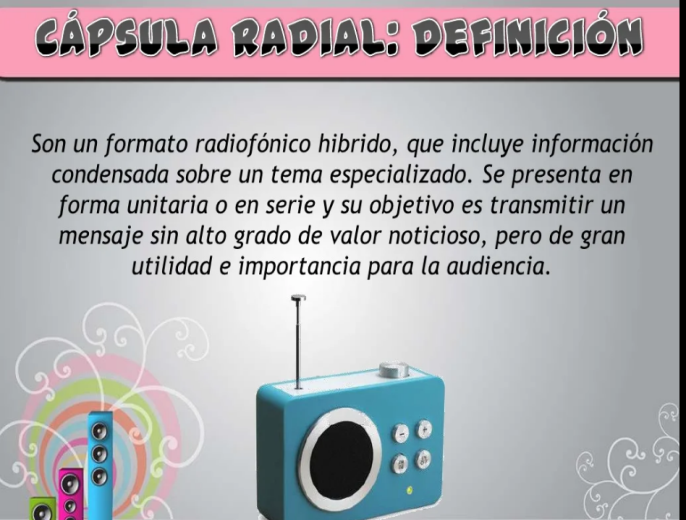 CÁPSULA RADIAL: DEFINICIÓN
Son un formato radiofónico hibrido, que incluye información
condensada sobre un tema especializado. Se presenta en
forma unitaria o en serie y su objetivo es transmitir un
mensaje sin alto grado de valor noticioso, pero de gran
utilidad e importancia para la audiencia.